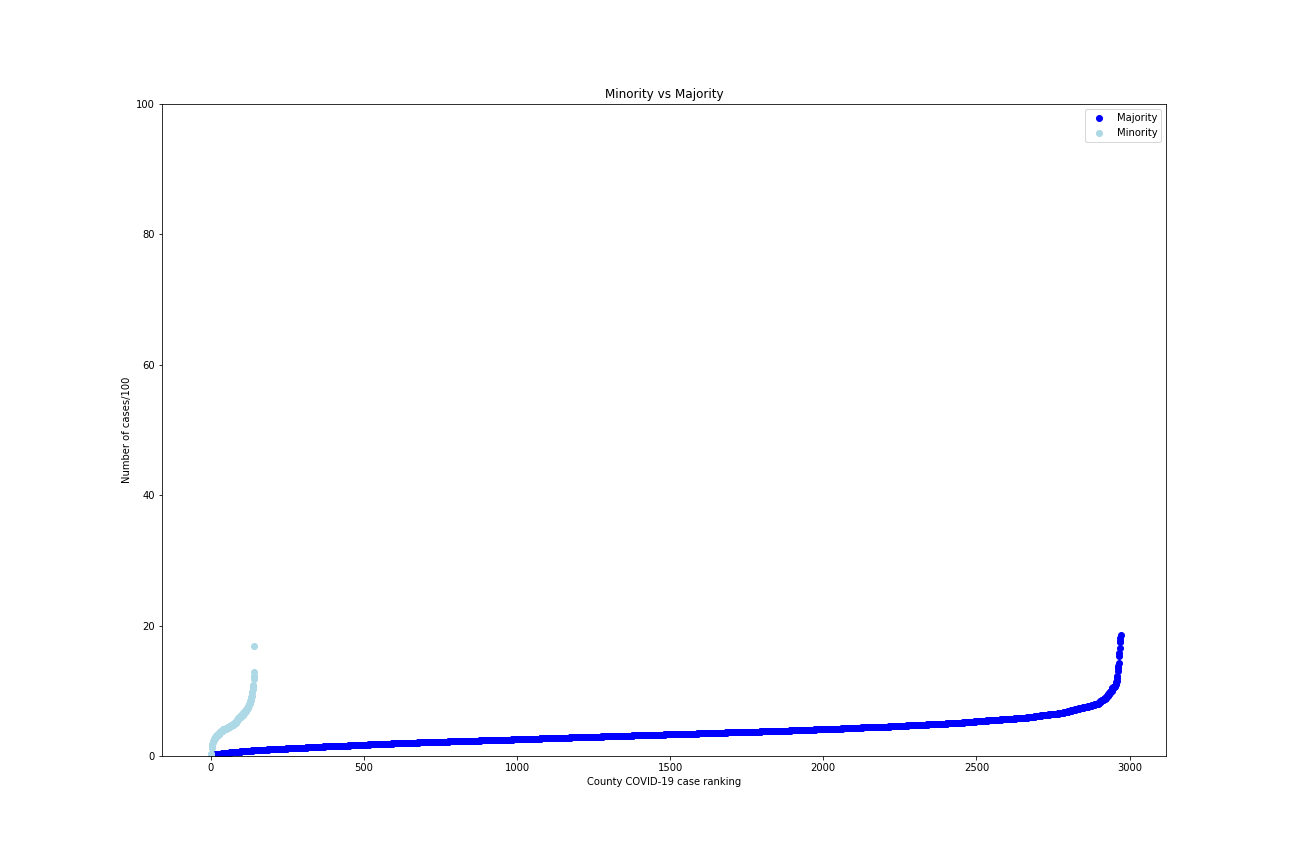 Minority vs Majority
Majority
Minority
100
80
60
40
20
0
Number of cases/100
0 500 1000 1500 2000 2500 3000
County COVID-19 case ranking